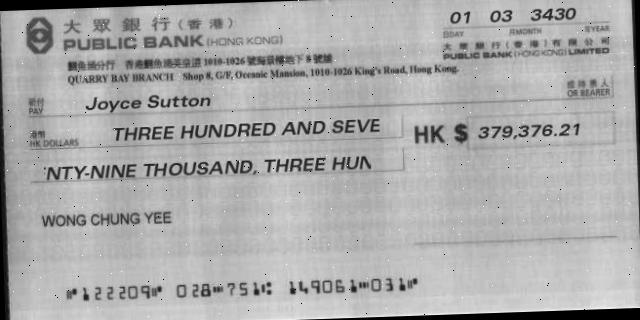 大眾銀行(香港)
PUBLIC BANK (HONG KONG)
01 03 3430
日DAY 月MONTH 年YEAR
大眾銀行(香港)有限公司
PUBLIC BANK (HONG KONG) LIMITED
鰂魚涌分行 香港鰂魚涌英皇道1010-1026號海景樓地下8號舖
QUARRY BAY BRANCH Shop 8, G/F, Oceanic Mansion, 1010-1026 King's Road, Hong Kong.
祈付
PAY
Joyce Sutton
或持票人
OR BEARER
港幣
HK DOLLARS
THREE HUNDRED AND SEVE
HK $ 379,376.21
NTY-NINE THOUSAND, THREE HUN
WONG CHUNG YEE
⑈122209⑈ 028⑉751⑆ 149061⑉031⑈